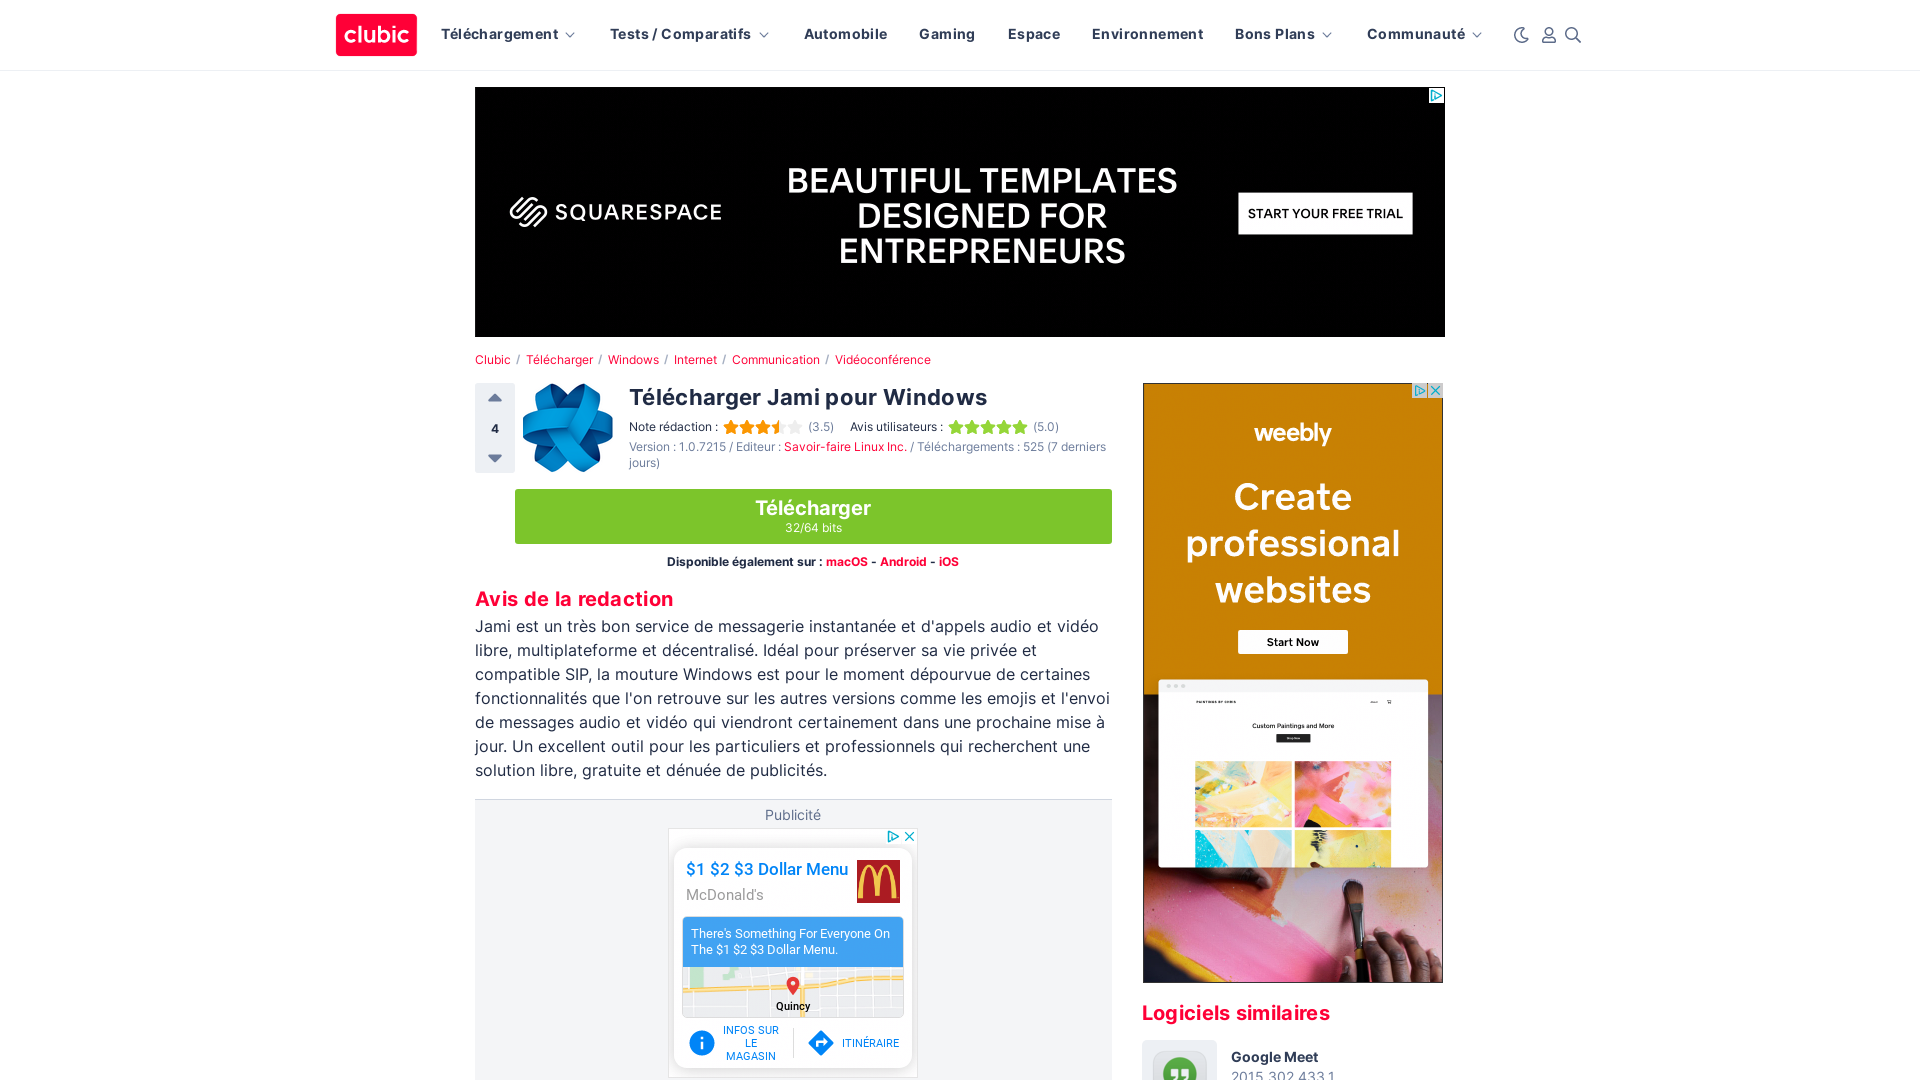 clubic
Téléchargement
Tests / Comparatifs
Automobile
Gaming
Espace
Environnement
Bons Plans
Communauté
SQUARESPACE
BEAUTIFUL TEMPLATES
DESIGNED FOR
ENTREPRENEURS
START YOUR FREE TRIAL
Clubic / Télécharger / Windows / Internet / Communication / Vidéoconférence
4
Télécharger Jami pour Windows
Note rédaction : (3.5) Avis utilisateurs : (5.0)
Version : 1.0.7215 / Editeur : Savoir-faire Linux Inc. / Téléchargements : 525 (7 derniers
jours)
Télécharger
32/64 bits
Disponible également sur : macOS - Android - iOS
Avis de la redaction
Jami est un très bon service de messagerie instantanée et d'appels audio et vidéo
libre, multiplateforme et décentralisé. Idéal pour préserver sa vie privée et
compatible SIP, la mouture Windows est pour le moment dépourvue de certaines
fonctionnalités que l'on retrouve sur les autres versions comme les emojis et l'envoi
de messages audio et vidéo qui viendront certainement dans une prochaine mise à
jour. Un excellent outil pour les particuliers et professionnels qui recherchent une
solution libre, gratuite et dénuée de publicités.
Publicité
$1 $2 $3 Dollar Menu
McDonald's
There's Something For Everyone On
The $1 $2 $3 Dollar Menu.
Quincy
INFOS SUR
LE
MAGASIN
ITINÉRAIRE
weebly
Create
professional
websites
Start Now
PAINTINGS BY CHRIS
Custom Paintings and More
Logiciels similaires
Google Meet
2015.302.433.1